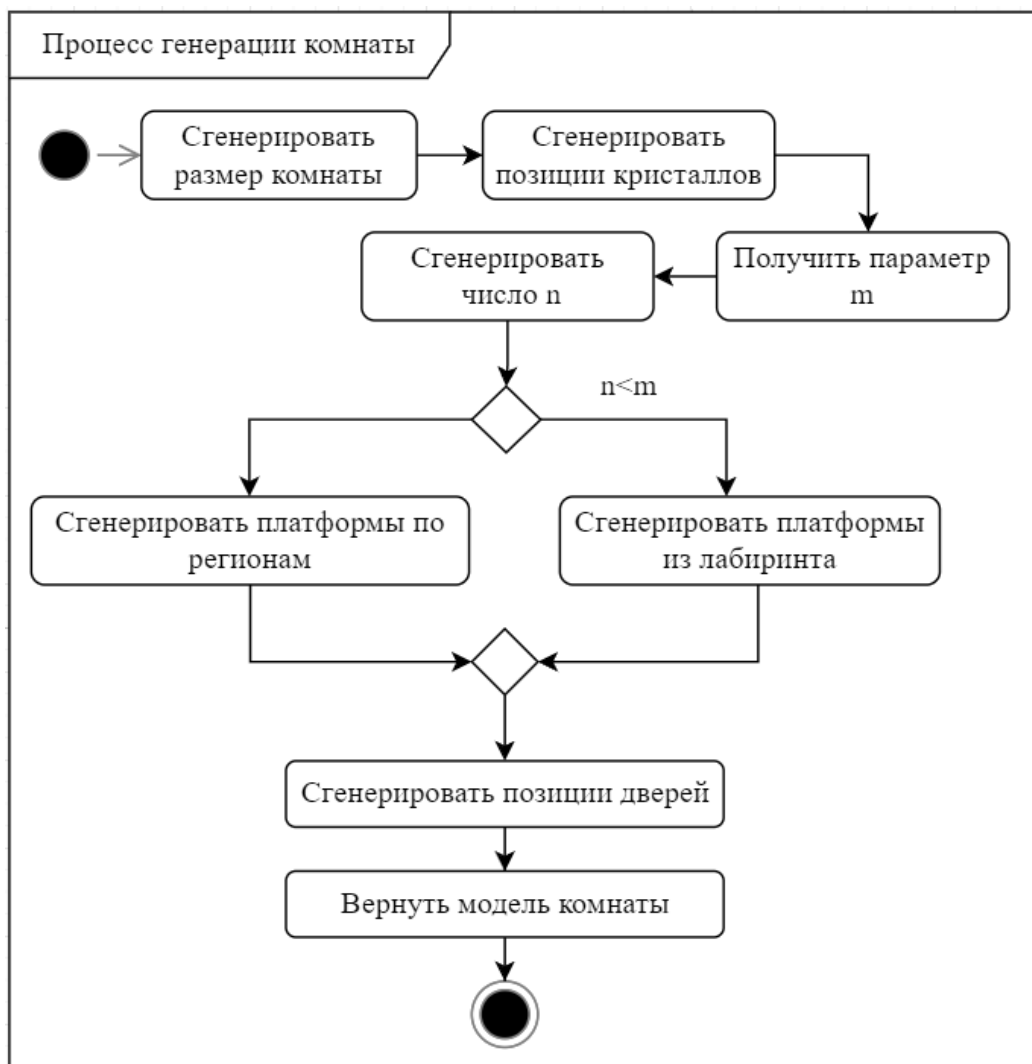 Процесс генерации комнаты
Сгенерировать
размер комнаты
Сгенерировать
позиции кристаллов
Получить параметр
m
Сгенерировать
число n
n<m
Сгенерировать платформы по
регионам
Сгенерировать платформы
из лабиринта
Сгенерировать позиции дверей
Вернуть модель комнаты